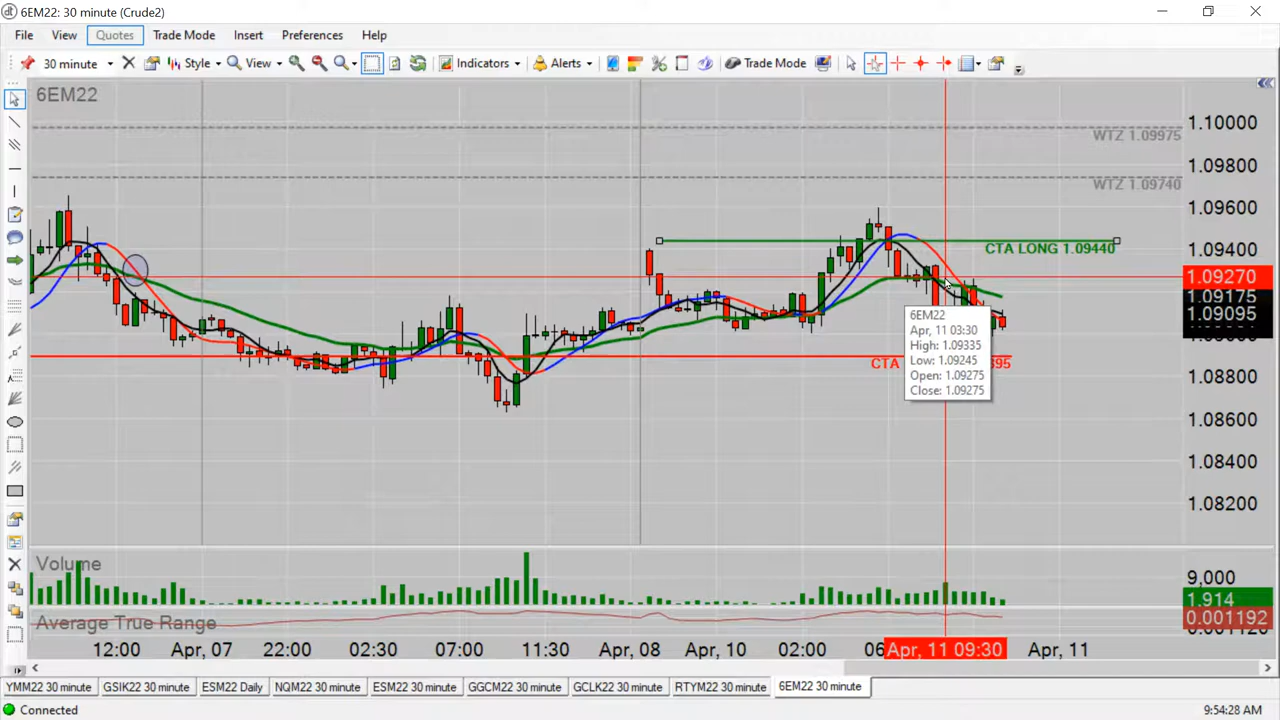 6EM22: 30 minute (Crude2)
File View Quotes Trade Mode Insert Preferences Help
30 minute Style View Indicators Alerts Trade Mode
6EM22
1.10000
WTZ 1.09975
1.09800
WTZ 1.09740
1.09600
CTA LONG 1.09440
1.09400
1.09270
1.09175
1.09095
6EM22
Apr, 11 03:30
High: 1.09335
Low: 1.09245
Open: 1.09275
Close: 1.09275
CTA
395
1.08800
1.08600
1.08400
1.08200
Volume
9,000
1.914
Average True Range
0.001192
12:00 Apr, 07 22:00 02:30 07:00 11:30 Apr, 08 Apr, 10 02:00 06 Apr, 11 09:30 Apr, 11
YMM22 30 minute GSIK22 30 minute ESM22 Daily NQM22 30 minute ESM22 30 minute GGCM22 30 minute GCLK22 30 minute RTYM22 30 minute 6EM22 30 minute
Connected 9:54:28 AM